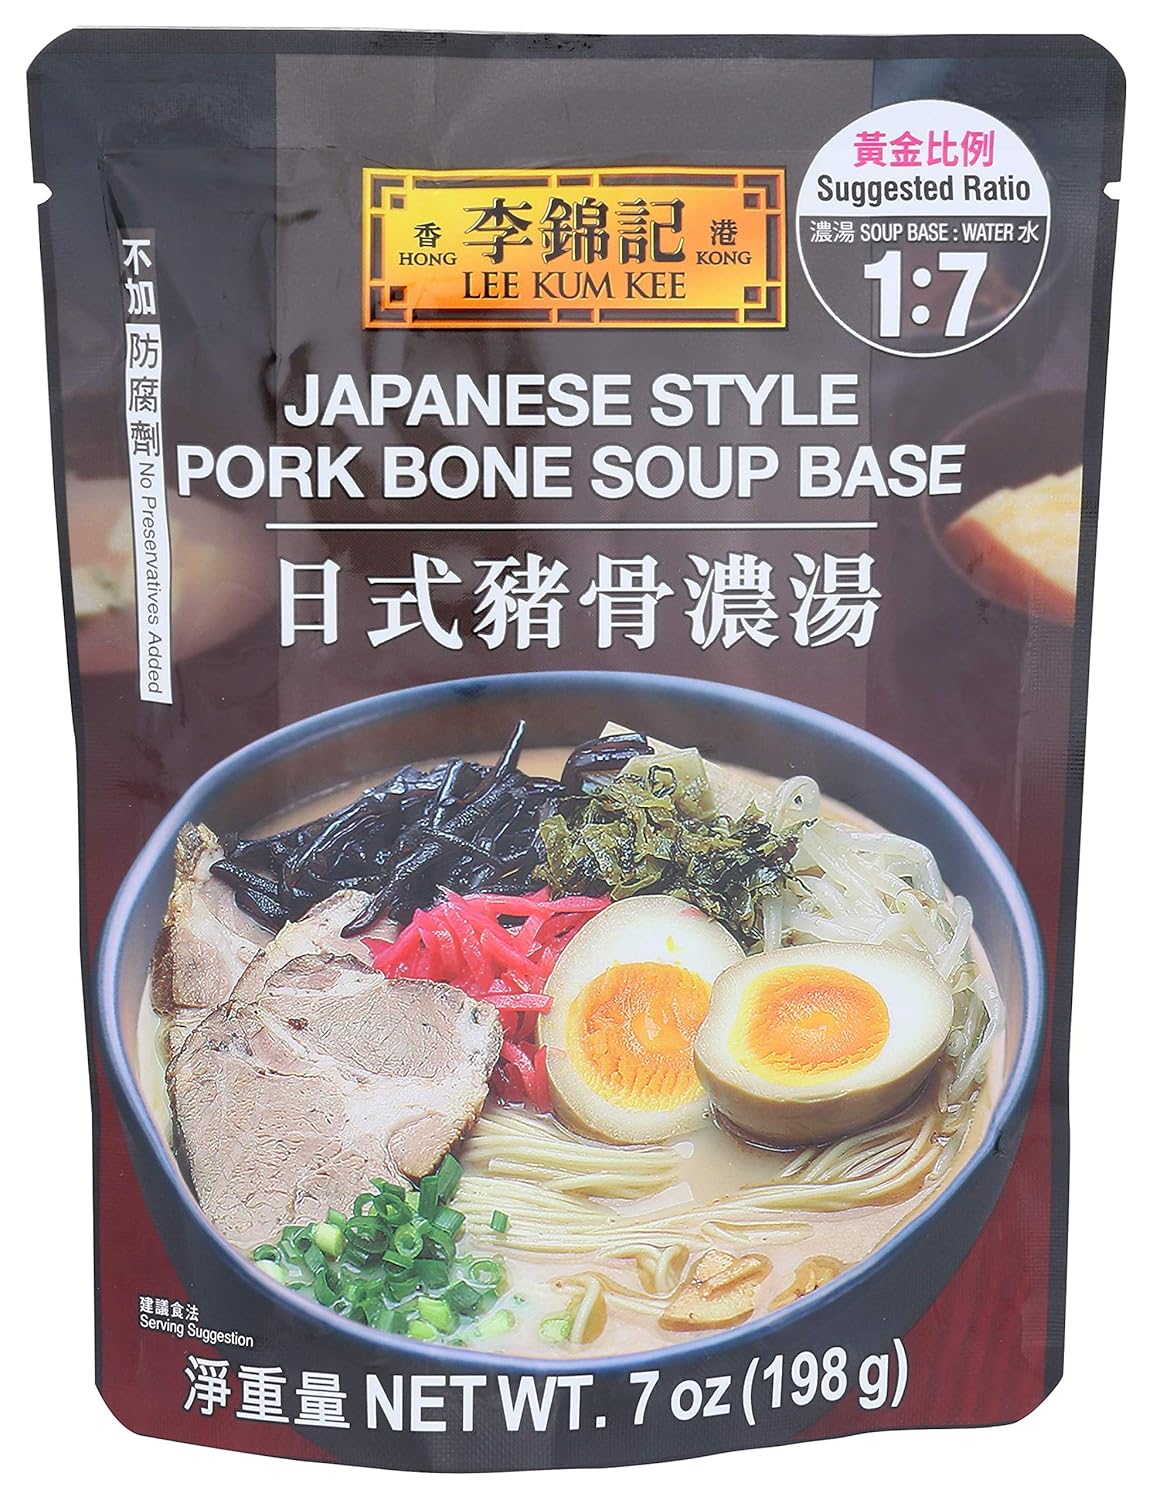 黃金比例
Suggested Ratio
濃湯 SOUP BASE : WATER 水
1:7
香 李錦記 港
HONG KONG
LEE KUM KEE
不加防腐劑 No Preservatives Added
JAPANESE STYLE
PORK BONE SOUP BASE
日式豬骨濃湯
建議食法
Serving Suggestion
淨重量 NET WT. 7 oz (198 g)